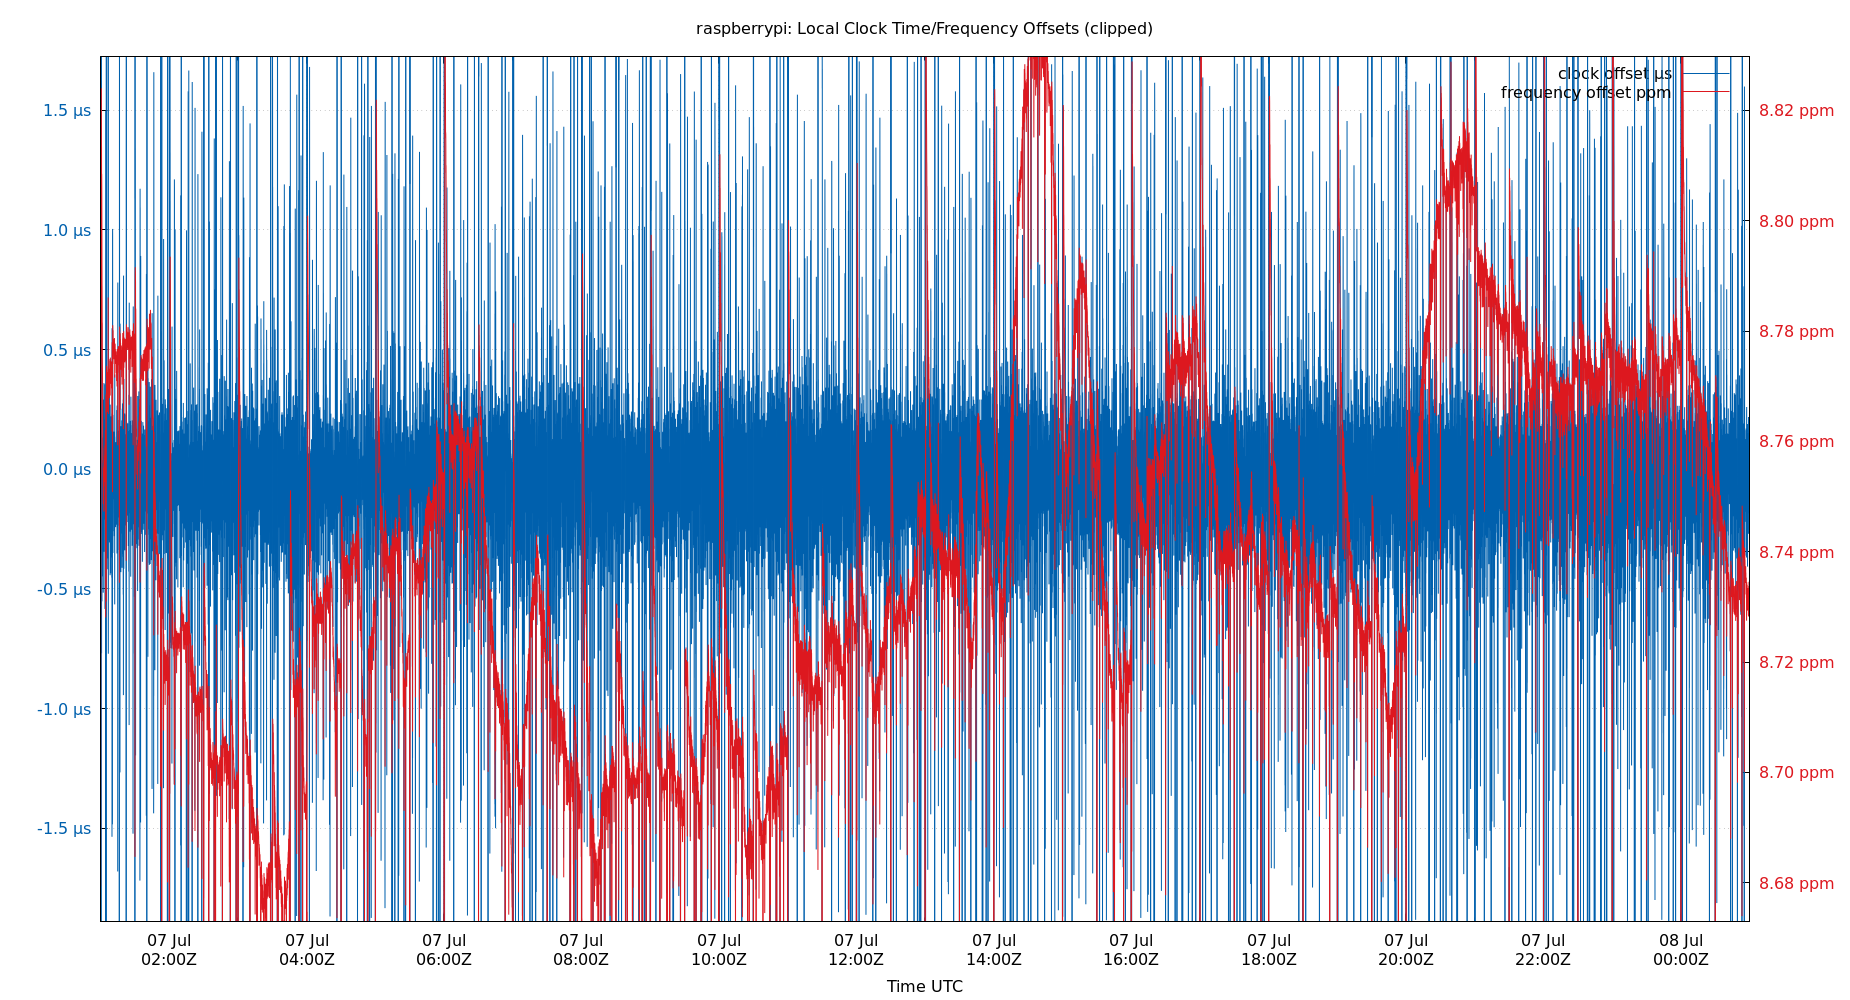 raspberrypi: Local Clock Time/Frequency Offsets (clipped)
clock offset µs
frequency offset ppm
1.5 µs
1.0 µs
0.5 µs
0.0 µs
-0.5 µs
-1.0 µs
-1.5 µs
8.82 ppm
8.80 ppm
8.78 ppm
8.76 ppm
8.74 ppm
8.72 ppm
8.70 ppm
8.68 ppm
07 Jul 07 Jul 07 Jul 07 Jul 07 Jul 07 Jul 07 Jul 07 Jul 07 Jul 07 Jul 07 Jul 08 Jul
02:00Z 04:00Z 06:00Z 08:00Z 10:00Z 12:00Z 14:00Z 16:00Z 18:00Z 20:00Z 22:00Z 00:00Z
Time UTC